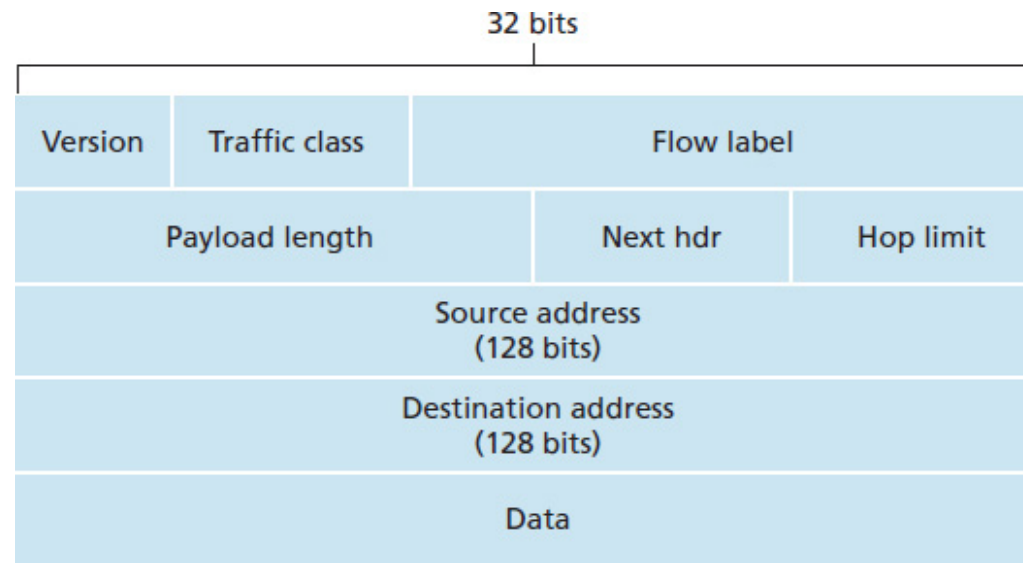 32 bits
Version Traffic class Flow label
Payload length Next hdr Hop limit
Source address
(128 bits)
Destination address
(128 bits)
Data